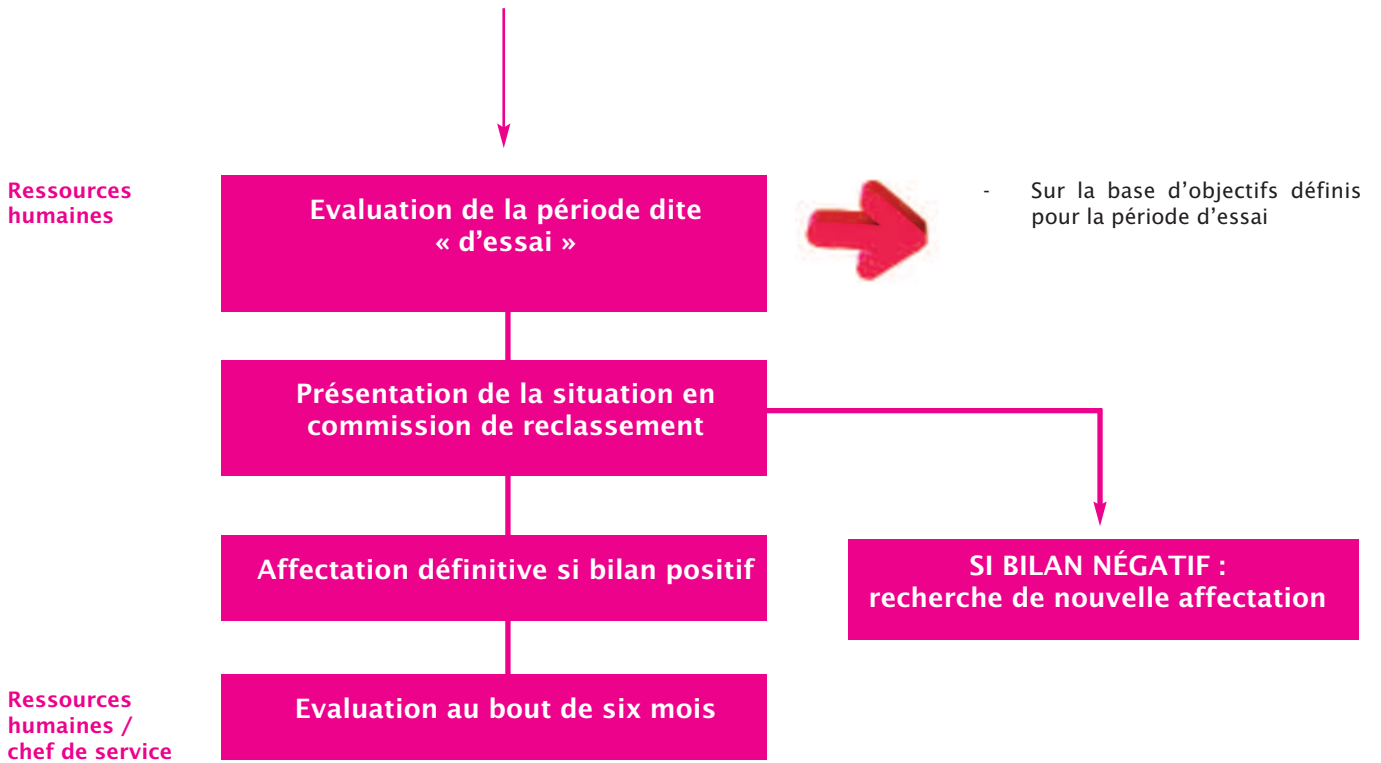 Ressources
humaines
Evaluation de la période dite
« d'essai »
- Sur la base d'objectifs définis
pour la période d'essai
Présentation de la situation en
commission de reclassement
Affectation définitive si bilan positif
SI BILAN NÉGATIF :
recherche de nouvelle affectation
Ressources
humaines /
chef de service
Evaluation au bout de six mois